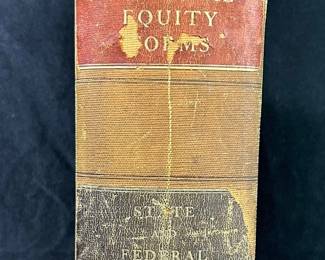 EQUITY
FORMS
STATE
AND
FEDERAL